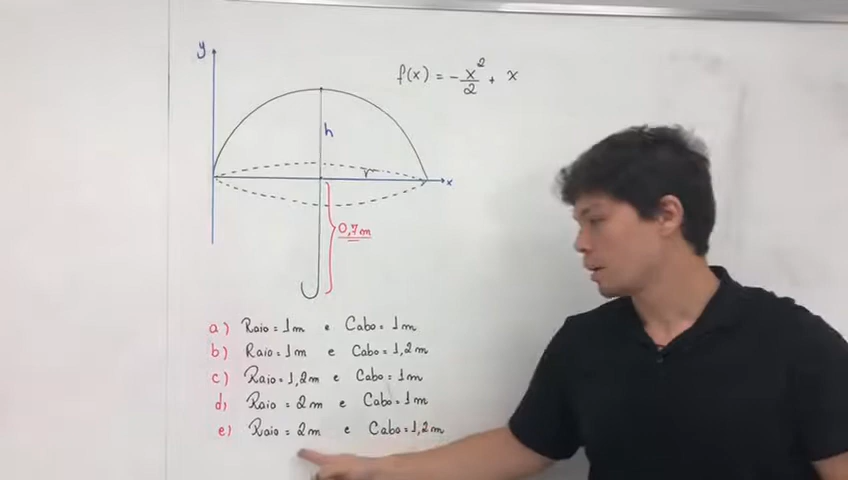 y
f(x) = -x²/2 + x
h
r
x
0,7m
a) Raio = 1m e Cabo = 1m
b) Raio = 1m e Cabo = 1,2m
c) Raio = 1,2m e Cabo = 1m
d) Raio = 2m e Cabo = 1m
e) Raio = 2m e Cabo = 1,2m